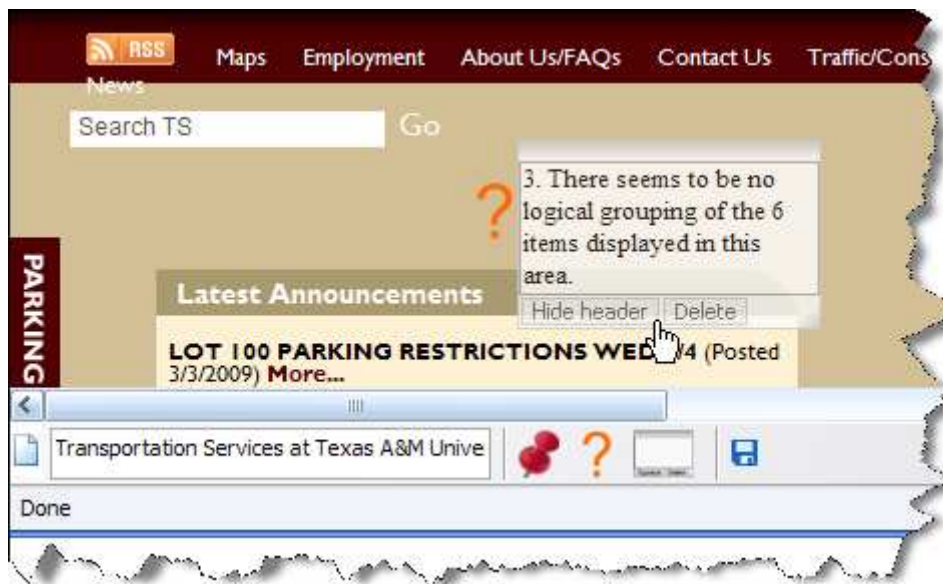 RSS Maps Employment About Us/FAQs Contact Us Traffic/Cons
News
Search TS Go
?
3. There seems to be no
logical grouping of the 6
items displayed in this
area.
Hide header Delete
PARKING
Latest Announcements
LOT 100 PARKING RESTRICTIONS WED /4 (Posted
3/3/2009) More...
Transportation Services at Texas A&M Unive ?
Done